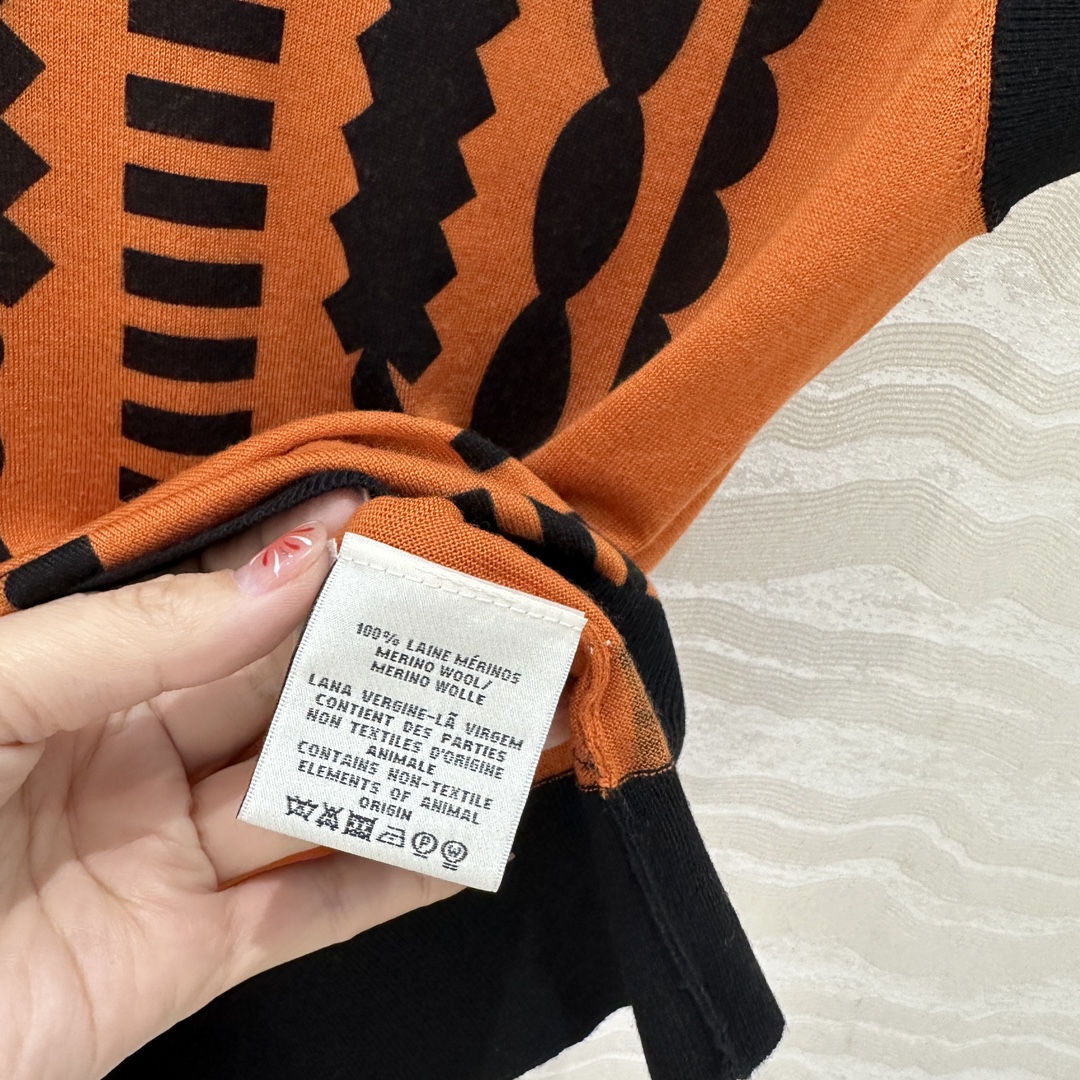 100% LAINE MÉRINOS
MERINO WOOL/
MERINO WOLLE
LANA VERGINE-LÃ VIRGEM
CONTIENT DES PARTIES
NON TEXTILES D'ORIGINE
ANIMALE
CONTAINS NON-TEXTILE
ELEMENTS OF ANIMAL
ORIGIN
P W